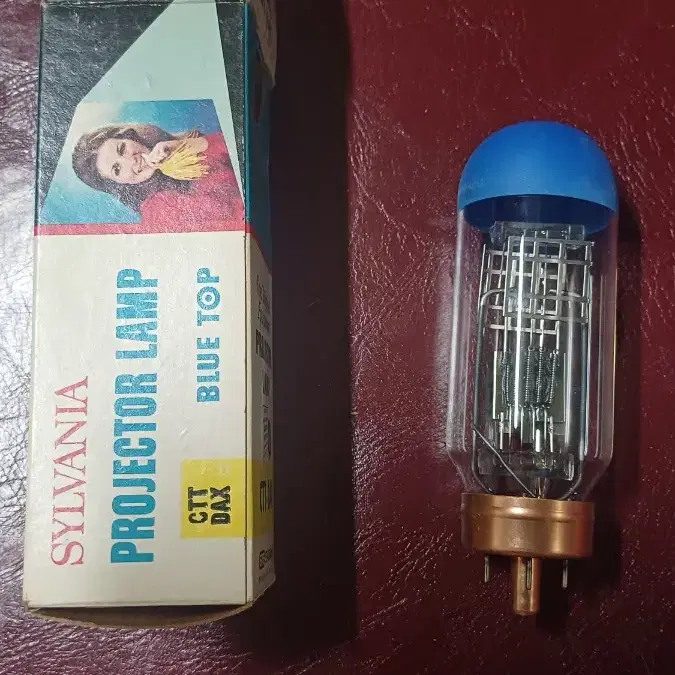 SYLVANIA
PROJECTOR LAMP
BLUE TOP
CTT
DAX